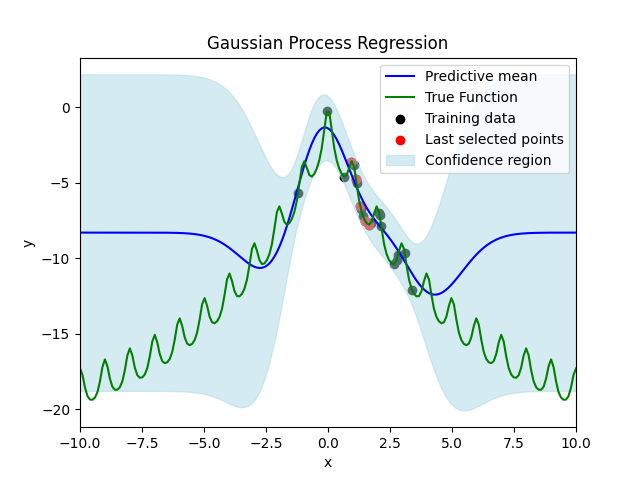 Gaussian Process Regression
Predictive mean
True Function
Training data
Last selected points
Confidence region
y
0
−5
−10
−15
−20
−10.0 −7.5 −5.0 −2.5 0.0 2.5 5.0 7.5 10.0
x